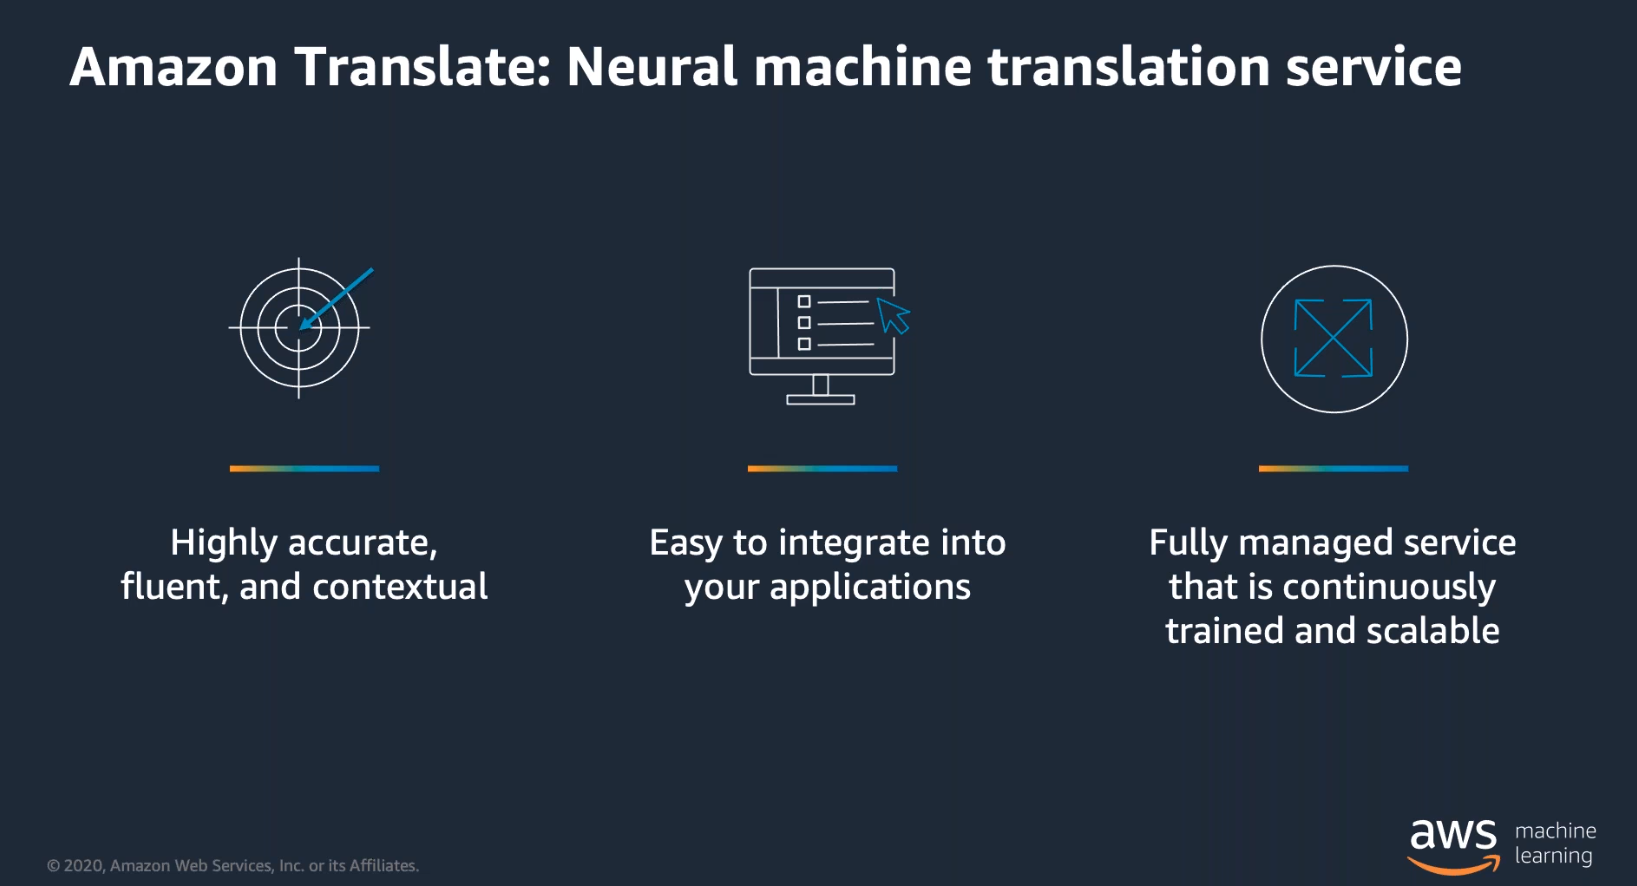 Amazon Translate: Neural machine translation service
Highly accurate,
fluent, and contextual
Easy to integrate into
your applications
Fully managed service
that is continuously
trained and scalable
© 2020, Amazon Web Services, Inc. or its Affiliates.
aws machine
learning